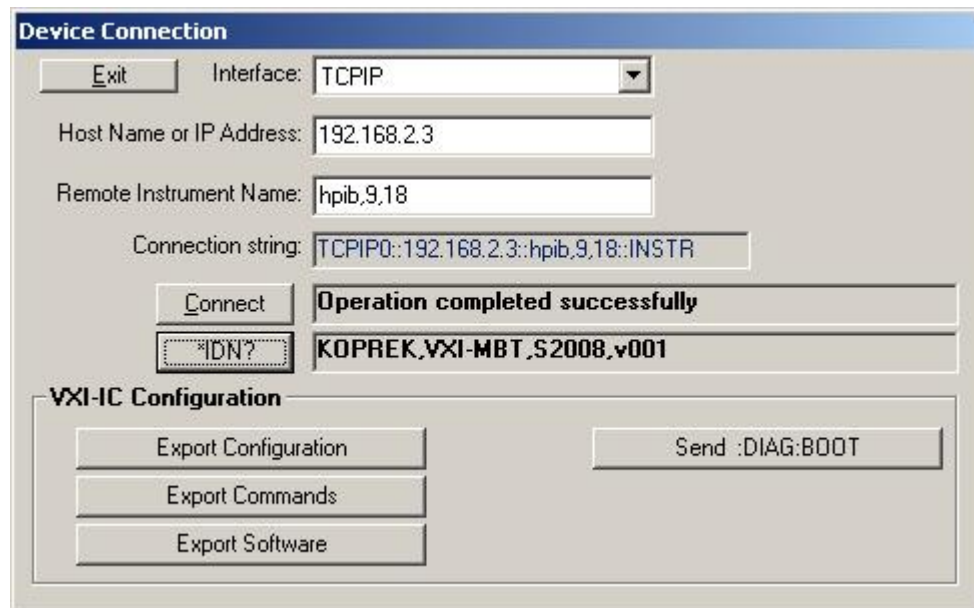 Device Connection
Exit Interface: TCPIP
Host Name or IP Address: 192.168.2.3
Remote Instrument Name: hpib,9,18
Connection string: TCPIP0::192.168.2.3::hpib,9,18::INSTR
Connect Operation completed successfully
*IDN? KOPREK,VXI-MBT,S2008,v001
VXI-IC Configuration
Export Configuration Send :DIAG:BOOT
Export Commands
Export Software